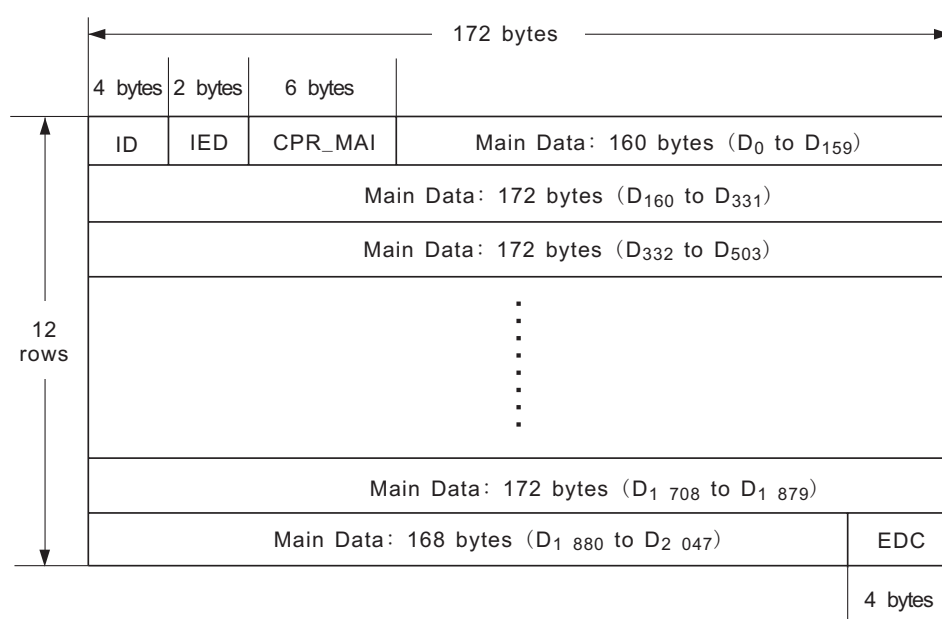 172 bytes
4 bytes 2 bytes 6 bytes
ID IED CPR_MAI Main Data: 160 bytes (D0 to D159)
Main Data: 172 bytes (D160 to D331)
Main Data: 172 bytes (D332 to D503)
12
rows
Main Data: 172 bytes (D1 708 to D1 879)
Main Data: 168 bytes (D1 880 to D2 047) EDC
4 bytes